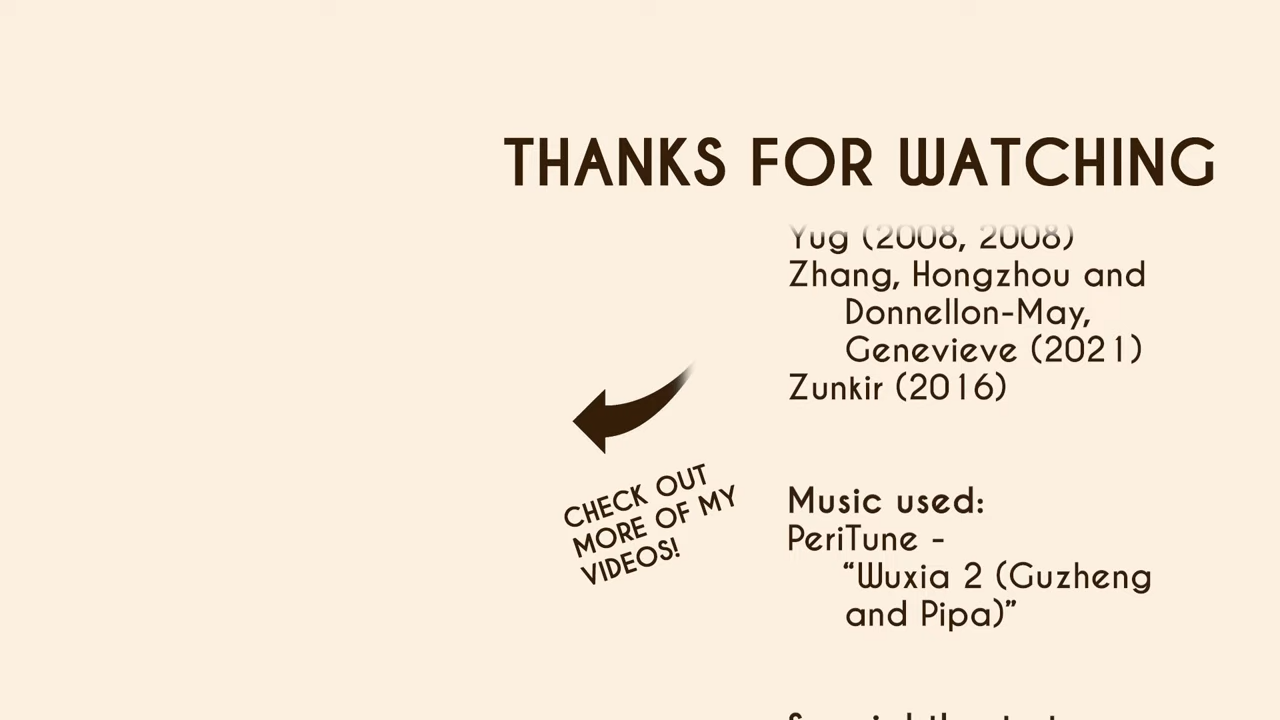 THANKS FOR WATCHING
Yug (2008, 2008)
Zhang, Hongzhou and
Donnellon-May,
Genevieve (2021)
Zunkir (2016)
CHECK OUT
MORE OF MY
VIDEOS!
Music used:
PeriTune -
“Wuxia 2 (Guzheng
and Pipa)”